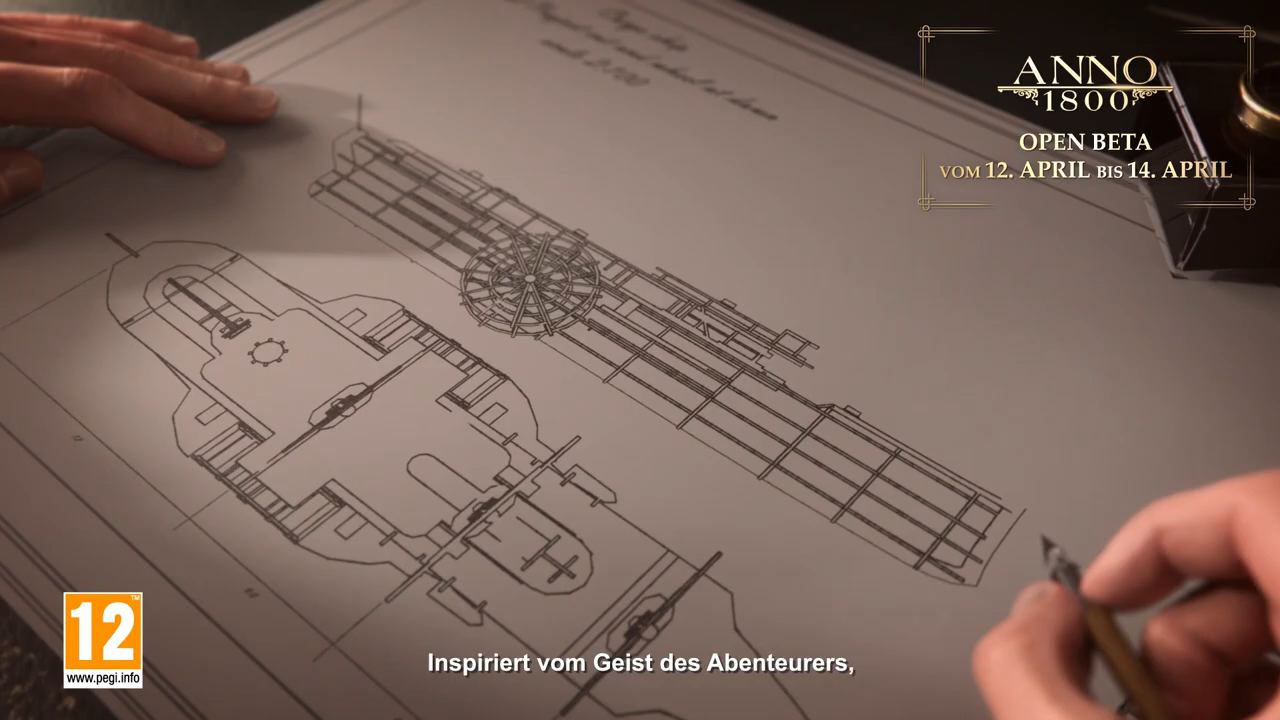 ANNO
1800
OPEN BETA
VOM 12. APRIL BIS 14. APRIL
12
TM
www.pegi.info
Inspiriert vom Geist des Abenteurers,